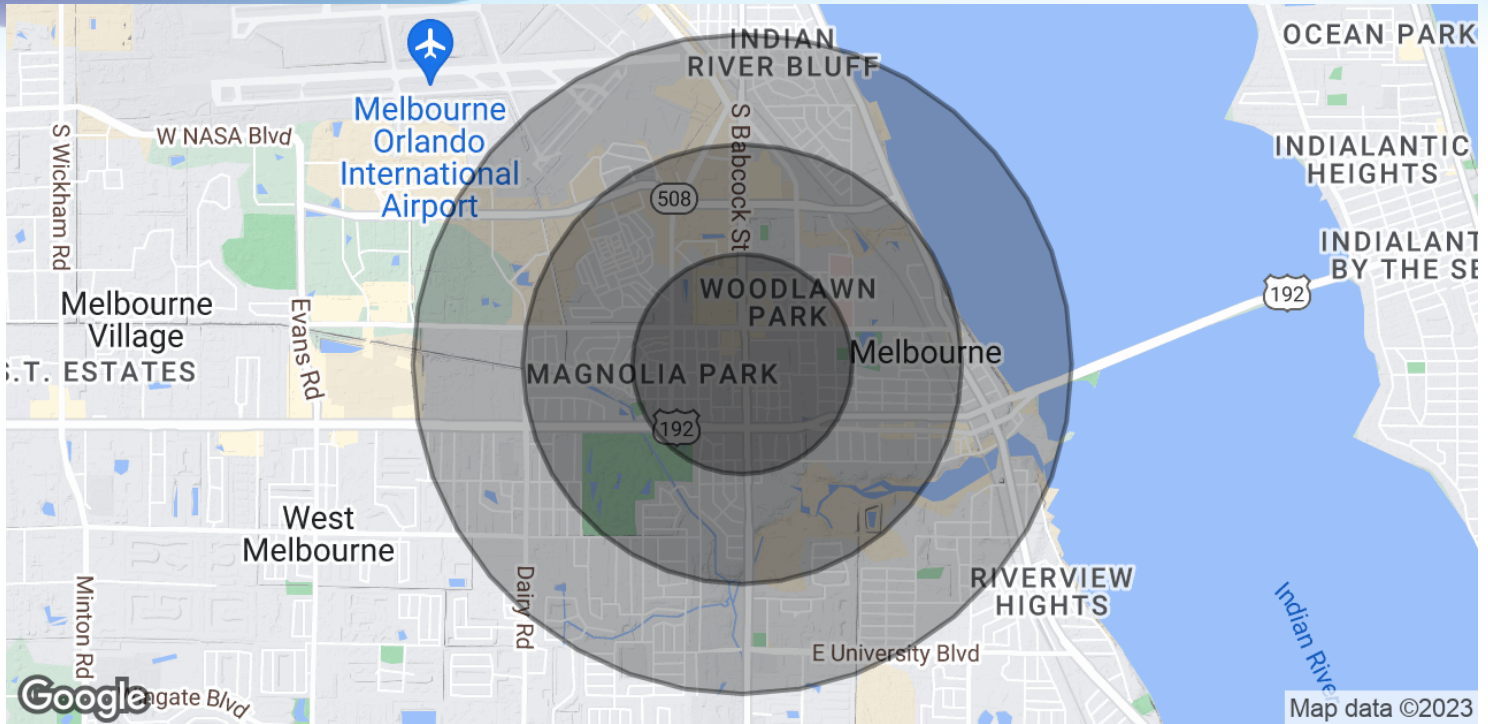 INDIAN
RIVER BLUFF
OCEAN PARK
Melbourne
Orlando
International
Airport
W NASA Blvd
S Wickham Rd
S Babcock St
508
INDIALANTIC
HEIGHTS
INDIALANT
BY THE SE
192
WOODLAWN
PARK
Melbourne
Village
Evans Rd
Melbourne
S.T. ESTATES
MAGNOLIA PARK
192
West
Melbourne
Minton Rd
Dairy Rd
RIVERVIEW
HIGHTS
Indian Rive
E University Blvd
Google
ngate Blvd
Map data ©2023